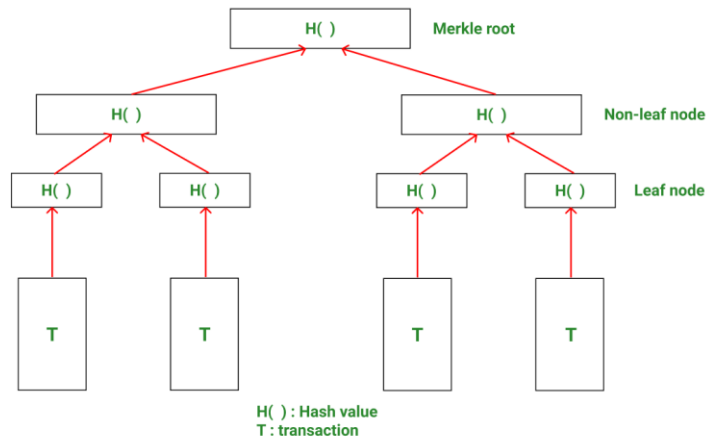 H( )
Merkle root
H( )
H( )
Non-leaf node
H( )
H( )
H( )
H( )
Leaf node
T
T
T
T
H( ) : Hash value
T : transaction